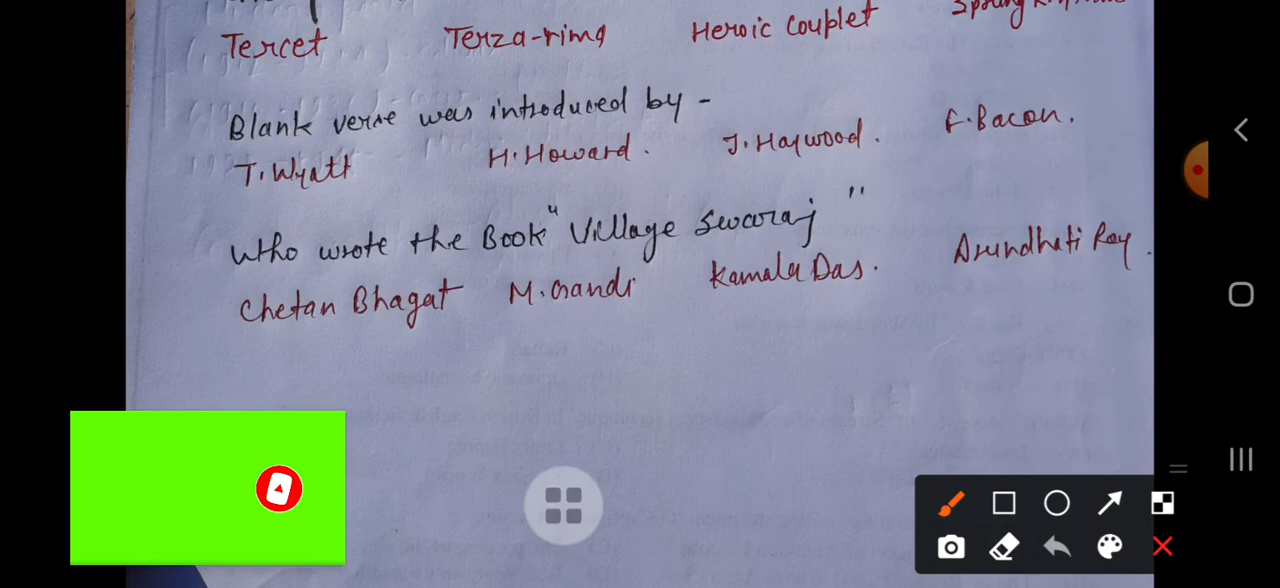 Tercet Terza-rima Heroic Couplet
Blank verse was introduced by -
T. Wyatt H. Howard. J. Haywood. F. Bacon.
Who wrote the Book "Village Swaraj"
Chetan Bhagat M. Gandi Kamala Das. Arundhati Roy.